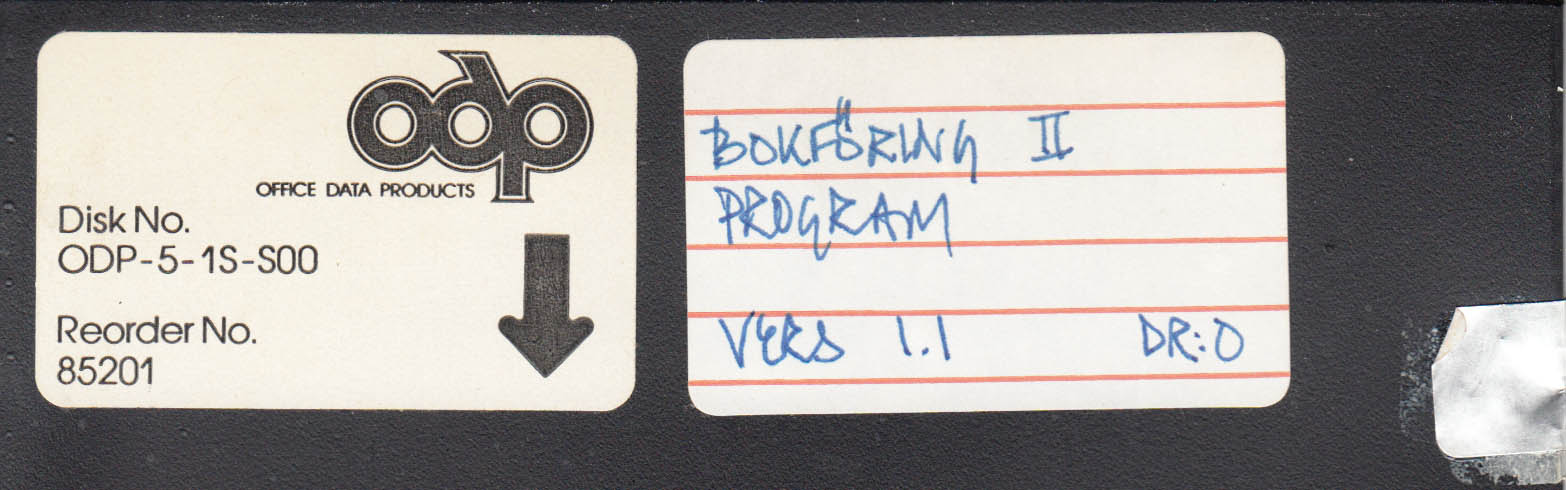 odp
OFFICE DATA PRODUCTS
Disk No.
ODP-5-1S-S00
Reorder No.
85201
BOKFÖRING II
PROGRAM
VERS 1.1 DR:0